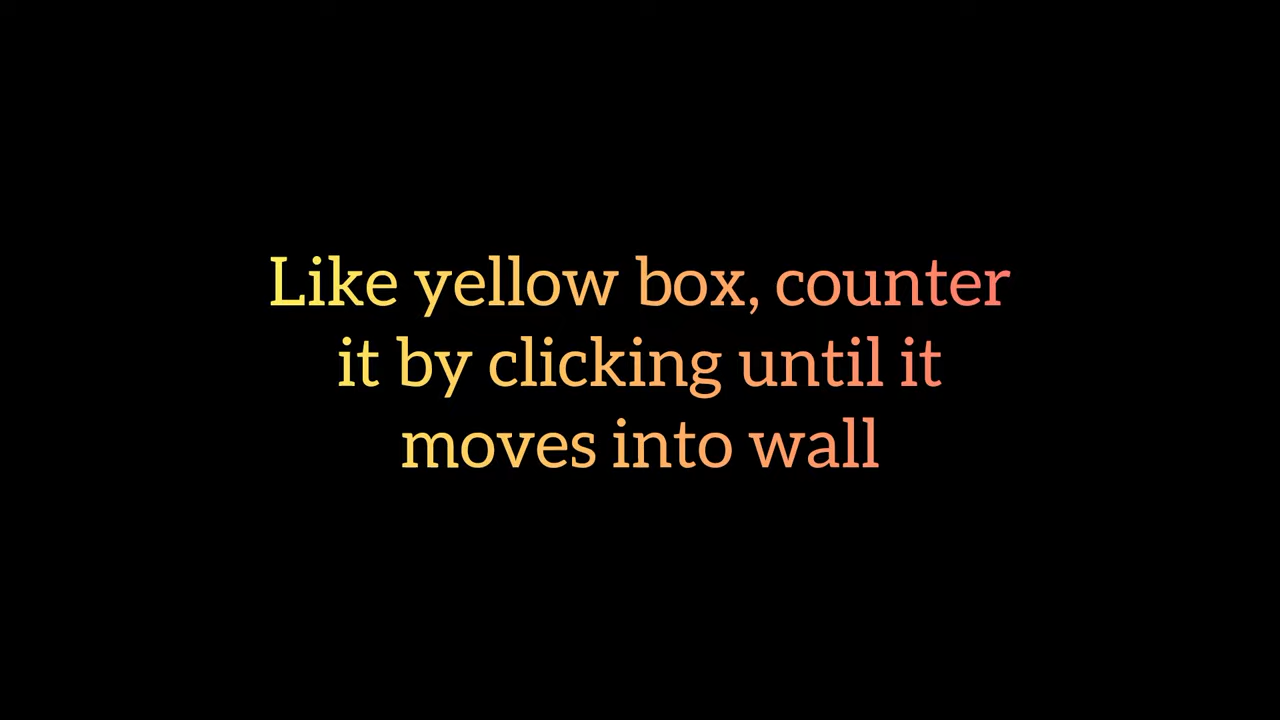 Like yellow box, counter
it by clicking until it
moves into wall